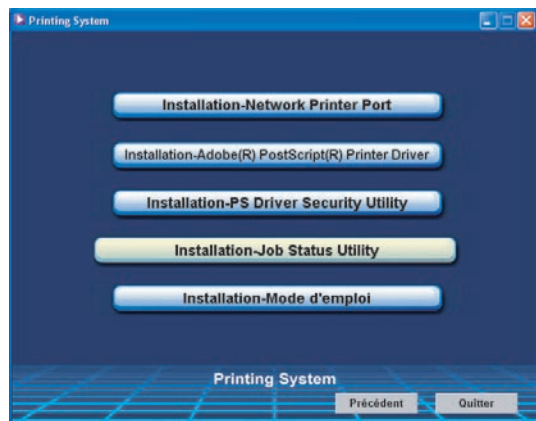 Printing System
Installation-Network Printer Port
Installation-Adobe(R) PostScript(R) Printer Driver
Installation-PS Driver Security Utility
Installation-Job Status Utility
Installation-Mode d'emploi
Printing System
Précédent Quitter